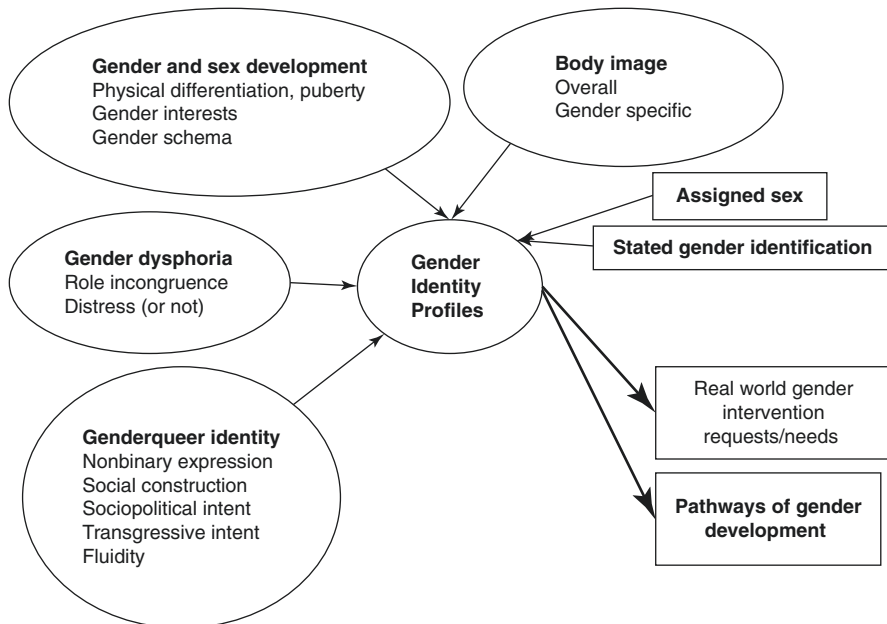 Gender and sex development
Physical differentiation, puberty
Gender interests
Gender schema
Body image
Overall
Gender specific
Assigned sex
Stated gender identification
Gender dysphoria
Role incongruence
Distress (or not)
Gender
Identity
Profiles
Genderqueer identity
Nonbinary expression
Social construction
Sociopolitical intent
Transgressive intent
Fluidity
Real world gender
intervention
requests/needs
Pathways of gender
development